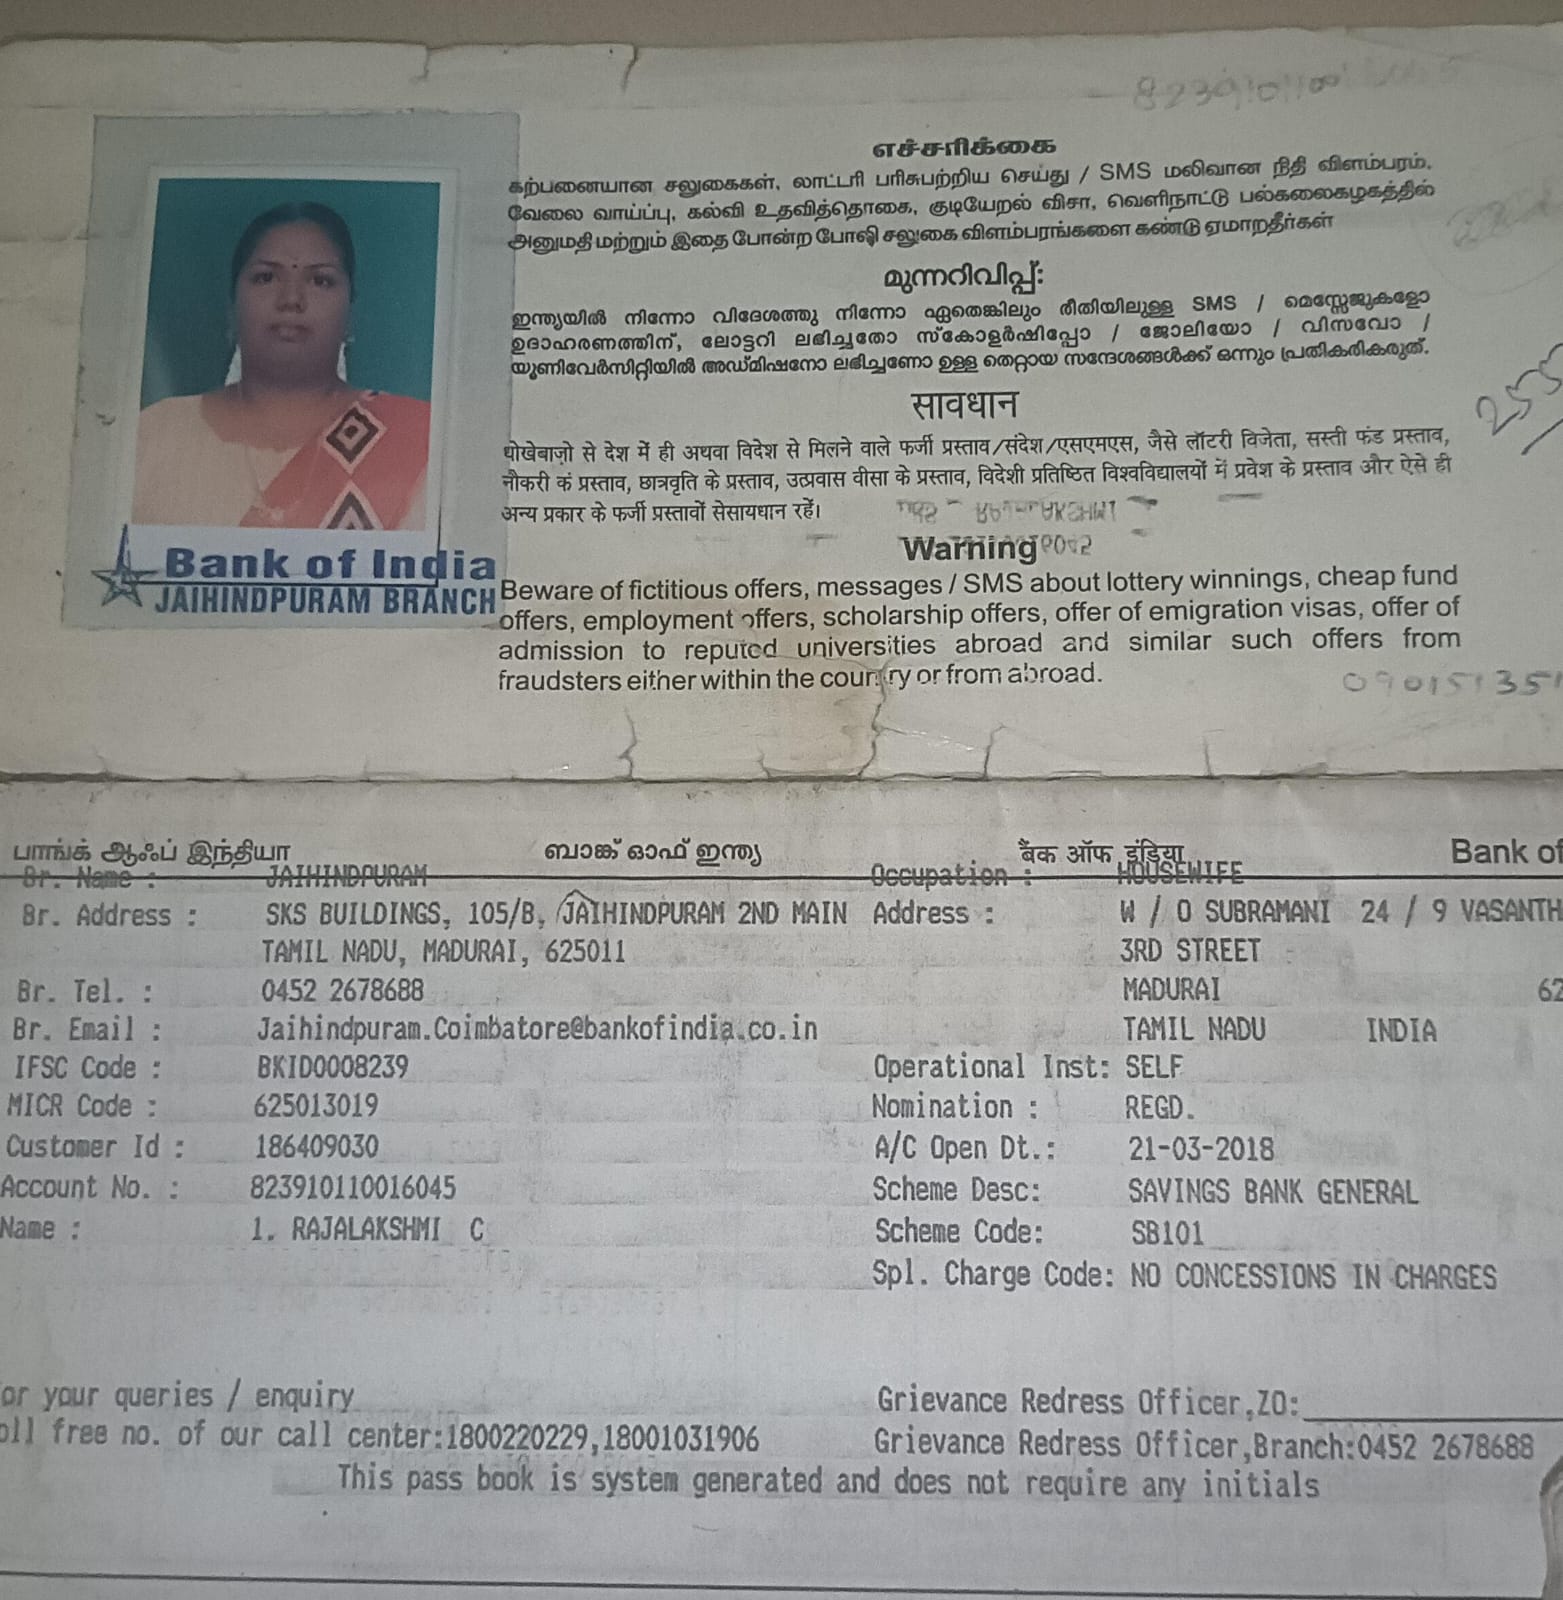 எச்சரிக்கை
கற்பனையான சலுகைகள், லாட்டரி பரிசுபற்றிய செய்து / SMS மலிவான நிதி விளம்பரம்,
வேலை வாய்ப்பு, கல்வி உதவித்தொகை, குடியேறல் விசா, வெளிநாட்டு பல்கலைகழகத்தில்
அனுமதி மற்றும் இதை போன்ற போலி சலுகை விளம்பரங்களை கண்டு ஏமாறதீர்கள்
മുന്നറിവിപ്പ്:
ഇന്ത്യയിൽ നിന്നോ വിദേശത്തു നിന്നോ ഏതെങ്കിലും രീതിയിലുള്ള SMS / മെസ്സേജുകളോ
ഉദാഹരണത്തിന്, ലോട്ടറി ലഭിച്ചതോ സ്കോളർഷിപ്പോ / ജോലിയോ / വിസവോ /
യൂണിവേർസിറ്റിയിൽ അഡ്മിഷനോ ലഭിച്ചണോ ഉള്ള തെറ്റായ സന്ദേശങ്ങൾക്ക് ഒന്നും പ്രതികരികരുത്.
सावधान
धोखेबाज़ो से देश में ही अथवा विदेश से मिलने वाले फर्जी प्रस्ताव/संदेश/एसएमएस, जैसे लॉटरी विजेता, सस्ती फंड प्रस्ताव,
नौकरी कं प्रस्ताव, छात्रवृति के प्रस्ताव, उत्प्रवास वीसा के प्रस्ताव, विदेशी प्रतिष्ठित विश्वविद्यालयों में प्रवेश के प्रस्ताव और ऐसे ही
अन्य प्रकार के फर्जी प्रस्तावों सेसायधान रहें।
Warning
Beware of fictitious offers, messages / SMS about lottery winnings, cheap fund
offers, employment offers, scholarship offers, offer of emigration visas, offer of
admission to reputed universities abroad and similar such offers from
fraudsters either within the country or from abroad.
Bank of India
JAIHINDPURAM BRANCH
255
பாங்க் ஆஃப் இந்தியா ബാങ്ക് ഓഫ് ഇന്ത്യ बैंक ऑफ इंडिया Bank of
Br. Name : JAIHINDPURAM Occupation : HOUSEWIFE
Br. Address : SKS BUILDINGS, 105/B, JAIHINDPURAM 2ND MAIN Address : W / O SUBRAMANI 24 / 9 VASANTH
TAMIL NADU, MADURAI, 625011 3RD STREET
Br. Tel. : 0452 2678688 MADURAI 62
Br. Email : Jaihindpuram.Coimbatore@bankofindia.co.in TAMIL NADU INDIA
IFSC Code : BKID0008239 Operational Inst: SELF
MICR Code : 625013019 Nomination : REGD.
Customer Id : 186409030 A/C Open Dt.: 21-03-2018
Account No. : 823910110016045 Scheme Desc: SAVINGS BANK GENERAL
Name : 1. RAJALAKSHMI C Scheme Code: SB101
Spl. Charge Code: NO CONCESSIONS IN CHARGES
or your queries / enquiry Grievance Redress Officer,ZO:
oll free no. of our call center:1800220229,18001031906 Grievance Redress Officer,Branch:0452 2678688
This pass book is system generated and does not require any initials